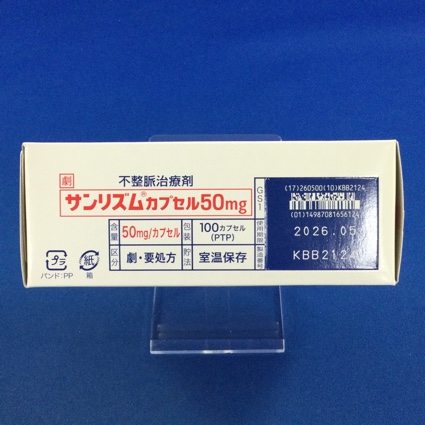 劇
不整脈治療剤
サンリズム®カプセル50mg
含量 50mg/カプセル 包装 100カプセル(PTP)
区分 劇・要処方 貯法 室温保存
プラ
バンド:PP
紙
箱
GS1
(17)260500(10)KBB2124
(01)14987081656124
使用期限 2026.05
製造番号 KBB2124